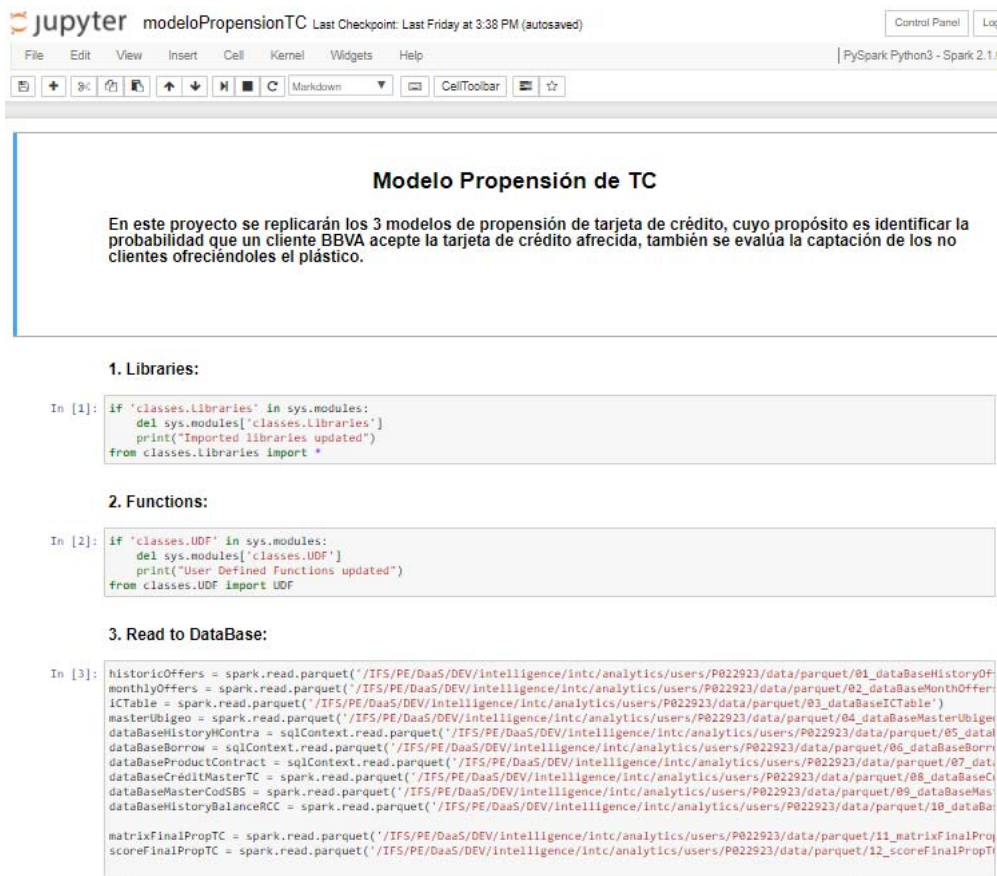 jupyter modeloPropensionTC Last Checkpoint: Last Friday at 3:38 PM (autosaved)
Control Panel
File Edit View Insert Cell Kernel Widgets Help
PySpark Python3 - Spark 2.1.
Markdown CellToolbar
Modelo Propensión de TC
En este proyecto se replicarán los 3 modelos de propensión de tarjeta de crédito, cuyo propósito es identificar la
probabilidad que un cliente BBVA acepte la tarjeta de crédito afrecida, también se evalúa la captación de los no
clientes ofreciéndoles el plástico.
1. Libraries:
In [1]: if 'classes.Libraries' in sys.modules:
del sys.modules['classes.Libraries']
print("Imported libraries updated")
from classes.Libraries import *
2. Functions:
In [2]: if 'classes.UDF' in sys.modules:
del sys.modules['classes.UDF']
print("User Defined Functions updated")
from classes.UDF import UDF
3. Read to DataBase:
In [3]: historicOffers = spark.read.parquet('/IFS/PE/DaaS/DEV/intelligence/intc/analytics/users/P022923/data/parquet/01_dataBaseHistoryOf
monthlyOffers = spark.read.parquet('/IFS/PE/DaaS/DEV/intelligence/intc/analytics/users/P022923/data/parquet/02_dataBaseMonthOffers
iCTable = spark.read.parquet('/IFS/PE/DaaS/DEV/intelligence/intc/analytics/users/P022923/data/parquet/03_dataBaseICTable')
masterUbigeo = spark.read.parquet('/IFS/PE/DaaS/DEV/intelligence/intc/analytics/users/P022923/data/parquet/04_dataBaseMasterUbigeo
dataBaseHistoryHContra = sqlContext.read.parquet('/IFS/PE/DaaS/DEV/intelligence/intc/analytics/users/P022923/data/parquet/05_datab
dataBaseBorrow = sqlContext.read.parquet('/IFS/PE/DaaS/DEV/intelligence/intc/analytics/users/P022923/data/parquet/06_dataBaseBorr
dataBaseProductContract = sqlContext.read.parquet('/IFS/PE/DaaS/DEV/intelligence/intc/analytics/users/P022923/data/parquet/07_data
dataBaseCréditMasterTC = spark.read.parquet('/IFS/PE/DaaS/DEV/intelligence/intc/analytics/users/P022923/data/parquet/08_dataBaseC
dataBaseMasterCodSBS = spark.read.parquet('/IFS/PE/DaaS/DEV/intelligence/intc/analytics/users/P022923/data/parquet/09_dataBaseMas
dataBaseHistoryBalanceRCC = spark.read.parquet('/IFS/PE/DaaS/DEV/intelligence/intc/analytics/users/P022923/data/parquet/10_dataBa
matrixFinalPropTC = spark.read.parquet('/IFS/PE/DaaS/DEV/intelligence/intc/analytics/users/P022923/data/parquet/11_matrixFinalProp
scoreFinalPropTC = spark.read.parquet('/IFS/PE/DaaS/DEV/intelligence/intc/analytics/users/P022923/data/parquet/12_scoreFinalPropT